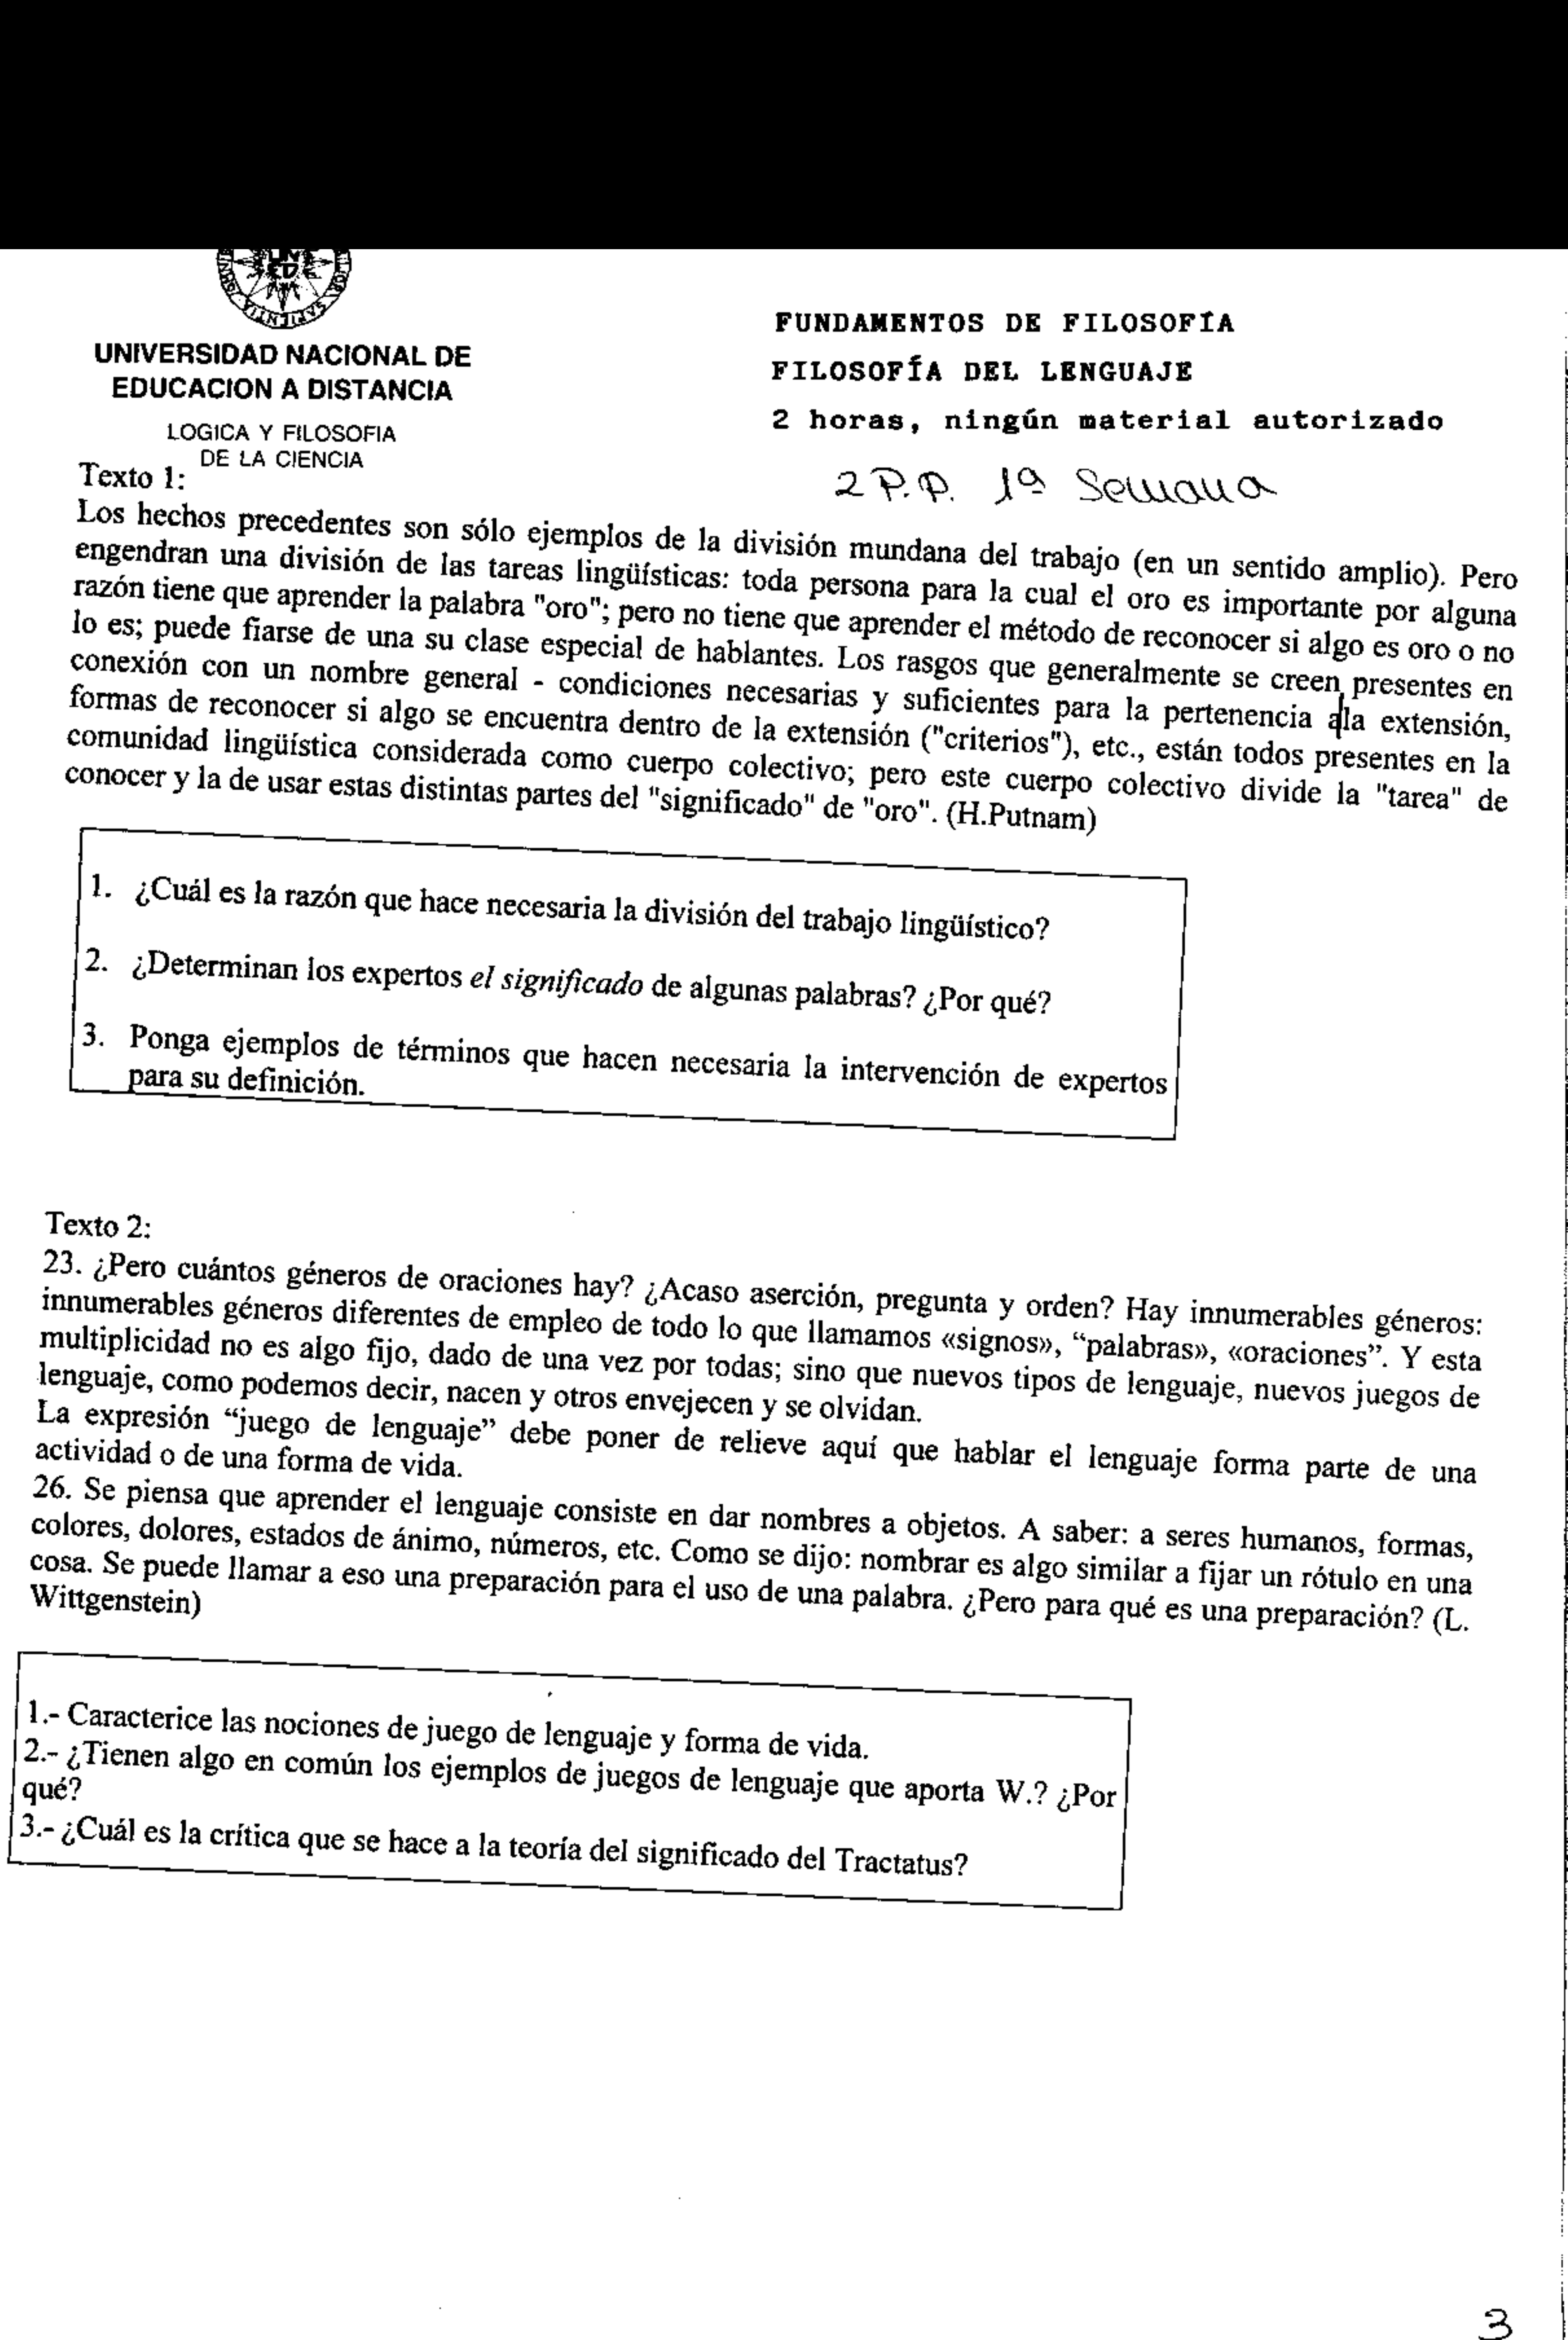 UNIVERSIDAD NACIONAL DE
EDUCACION A DISTANCIA
LOGICA Y FILOSOFIA
DE LA CIENCIA
FUNDAMENTOS DE FILOSOFÍA
FILOSOFÍA DEL LENGUAJE
2 horas, ningún material autorizado
2 P.P. 1ª Semana
Texto 1:
Los hechos precedentes son sólo ejemplos de la división mundana del trabajo (en un sentido amplio). Pero
engendran una división de las tareas lingüísticas: toda persona para la cual el oro es importante por alguna
razón tiene que aprender la palabra "oro"; pero no tiene que aprender el método de reconocer si algo es oro o no
lo es; puede fiarse de una su clase especial de hablantes. Los rasgos que generalmente se creen presentes en
conexión con un nombre general - condiciones necesarias y suficientes para la pertenencia a la extensión,
formas de reconocer si algo se encuentra dentro de la extensión ("criterios"), etc., están todos presentes en la
comunidad lingüística considerada como cuerpo colectivo; pero este cuerpo colectivo divide la "tarea" de
conocer y la de usar estas distintas partes del "significado" de "oro". (H.Putnam)
1. ¿Cuál es la razón que hace necesaria la división del trabajo lingüístico?
2. ¿Determinan los expertos el significado de algunas palabras? ¿Por qué?
3. Ponga ejemplos de términos que hacen necesaria la intervención de expertos
para su definición.
Texto 2:
23. ¿Pero cuántos géneros de oraciones hay? ¿Acaso aserción, pregunta y orden? Hay innumerables géneros:
innumerables géneros diferentes de empleo de todo lo que llamamos «signos», “palabras», «oraciones”. Y esta
multiplicidad no es algo fijo, dado de una vez por todas; sino que nuevos tipos de lenguaje, nuevos juegos de
lenguaje, como podemos decir, nacen y otros envejecen y se olvidan.
La expresión “juego de lenguaje” debe poner de relieve aquí que hablar el lenguaje forma parte de una
actividad o de una forma de vida.
26. Se piensa que aprender el lenguaje consiste en dar nombres a objetos. A saber: a seres humanos, formas,
colores, dolores, estados de ánimo, números, etc. Como se dijo: nombrar es algo similar a fijar un rótulo en una
cosa. Se puede llamar a eso una preparación para el uso de una palabra. ¿Pero para qué es una preparación? (L.
Wittgenstein)
1.- Caracterice las nociones de juego de lenguaje y forma de vida.
2.- ¿Tienen algo en común los ejemplos de juegos de lenguaje que aporta W.? ¿Por
qué?
3.- ¿Cuál es la crítica que se hace a la teoría del significado del Tractatus?
3